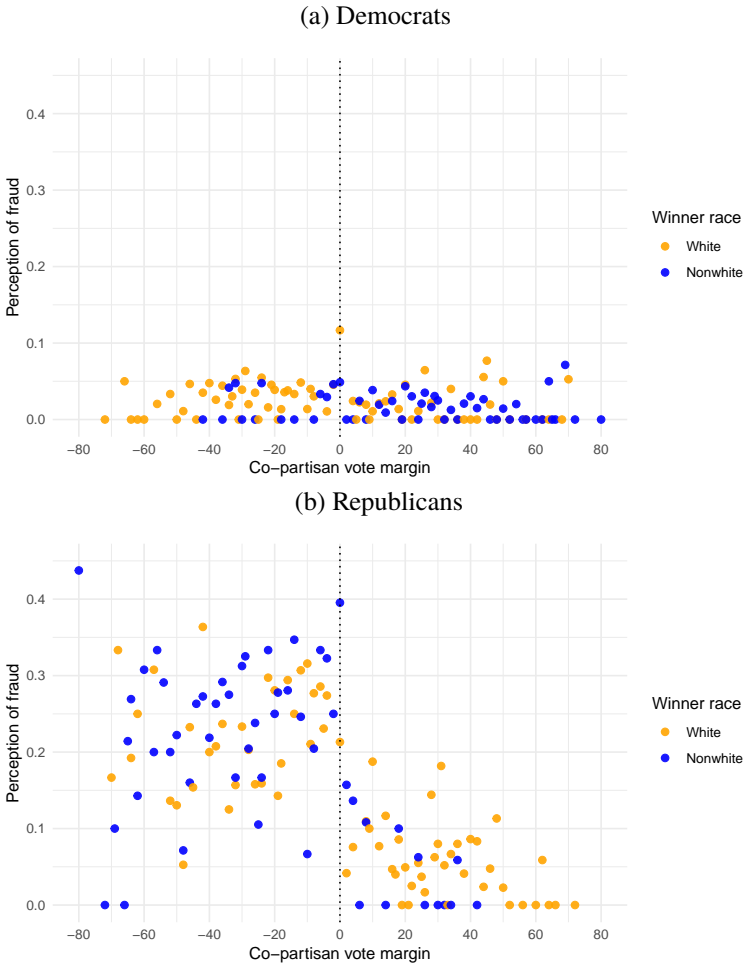 (a) Democrats
0.4
0.3
0.2
0.1
0.0
Perception of fraud
−80 −60 −40 −20 0 20 40 60 80
Co−partisan vote margin
Winner race
White
Nonwhite
(b) Republicans
0.4
0.3
0.2
0.1
0.0
Perception of fraud
−80 −60 −40 −20 0 20 40 60 80
Co−partisan vote margin
Winner race
White
Nonwhite